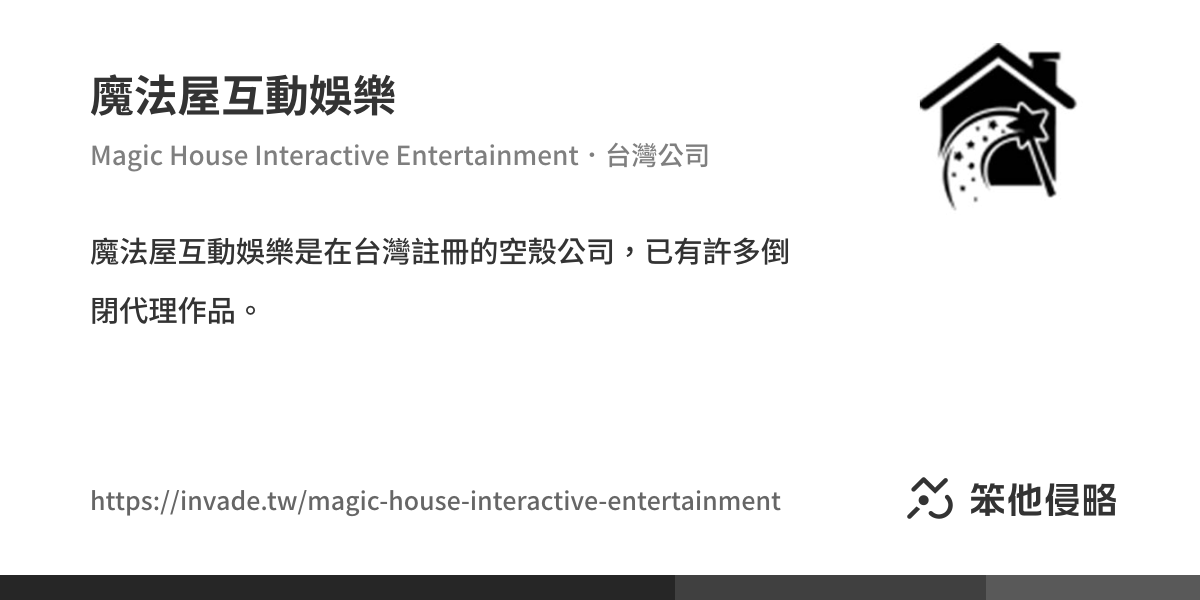 魔法屋互動娛樂
Magic House Interactive Entertainment・台灣公司
魔法屋互動娛樂是在台灣註冊的空殼公司，已有許多倒
閉代理作品。
https://invade.tw/magic-house-interactive-entertainment
笨他侵略